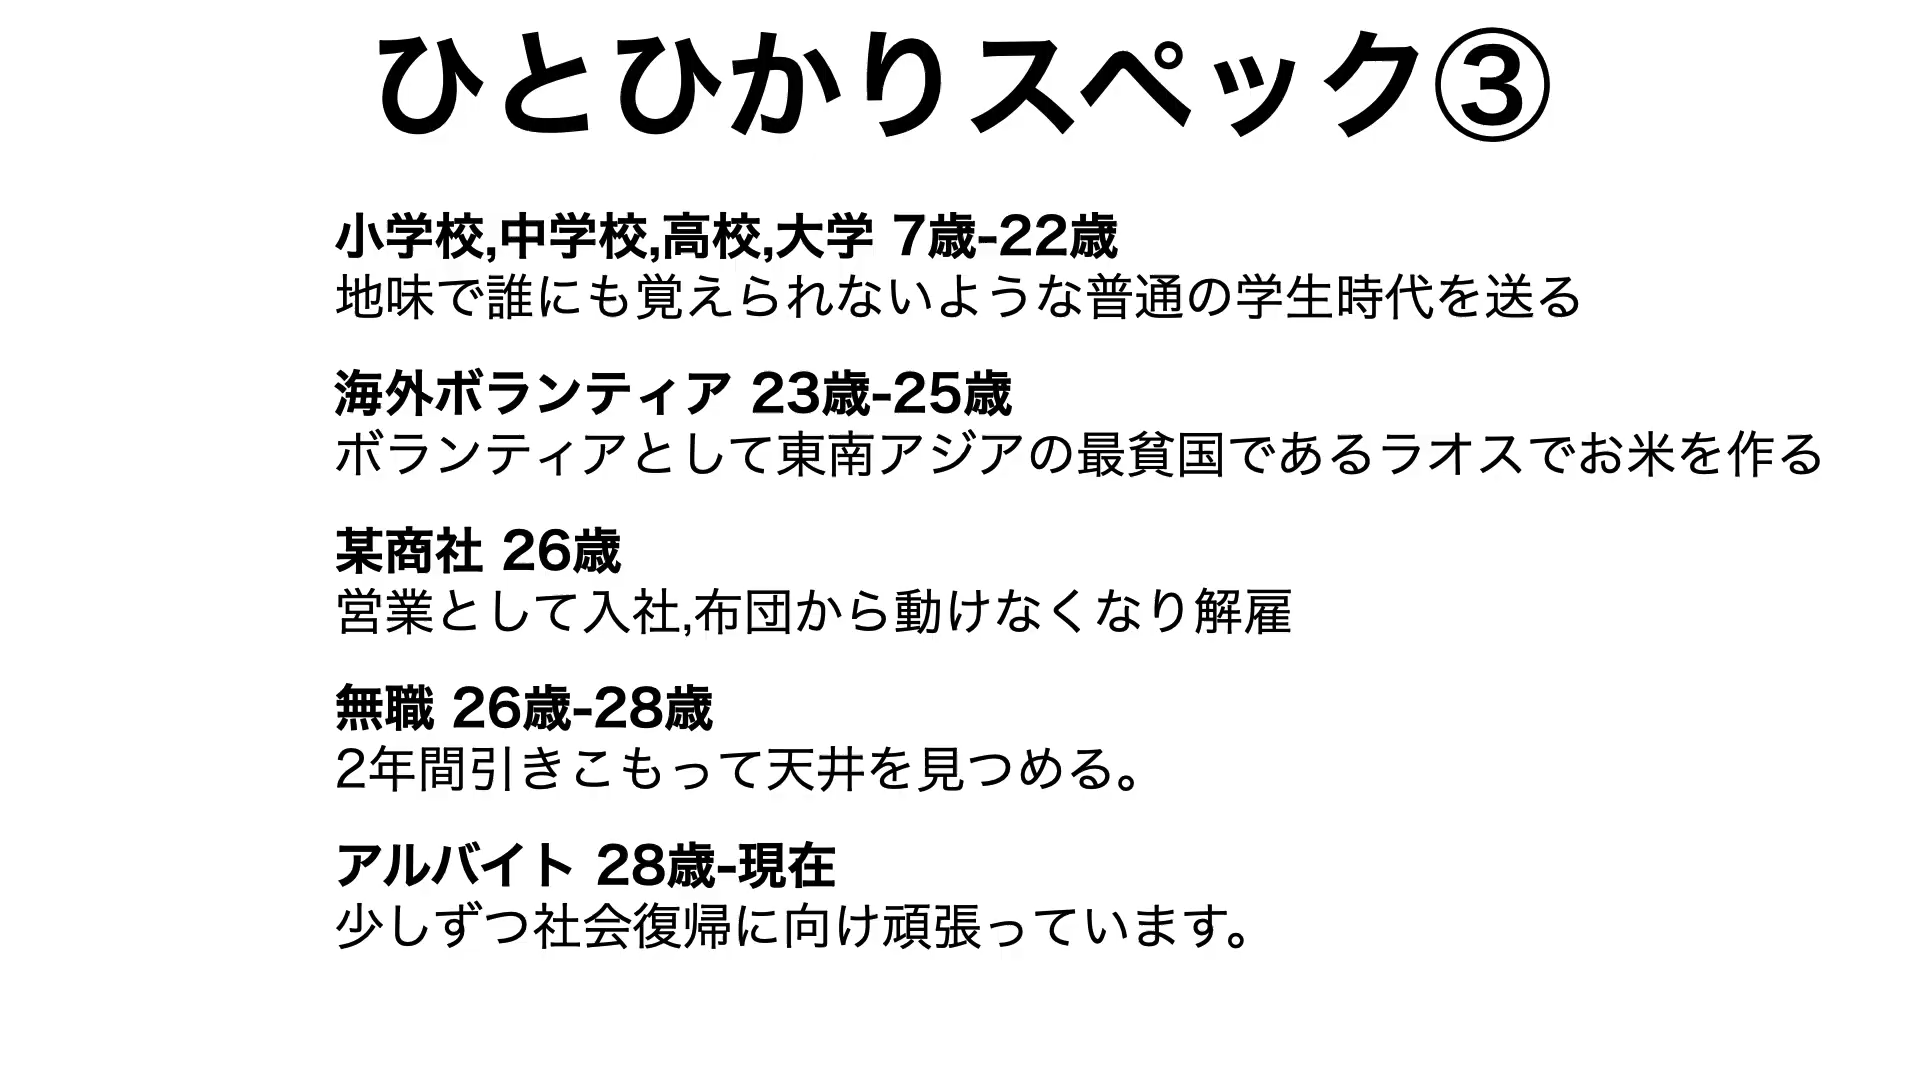 ひとひかりスペック③
小学校,中学校,高校,大学 7歳-22歳
地味で誰にも覚えられないような普通の学生時代を送る
海外ボランティア 23歳-25歳
ボランティアとして東南アジアの最貧国であるラオスでお米を作る
某商社 26歳
営業として入社,布団から動けなくなり解雇
無職 26歳-28歳
2年間引きこもって天井を見つめる。
アルバイト 28歳-現在
少しずつ社会復帰に向け頑張っています。